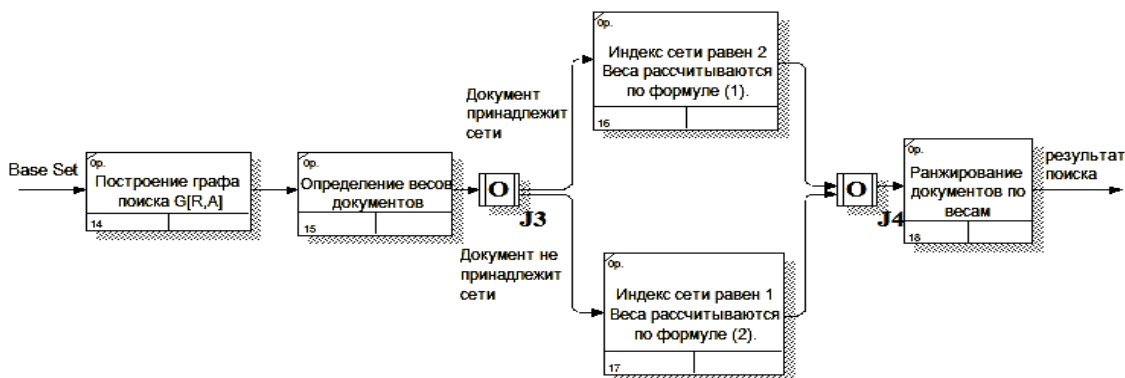 Base Set
0р.
Построение графа
поиска G[R,A]
14
0р.
Определение весов
документов
15
O
J3
Документ
принадлежит
сети
Документ не
принадлежит
сети
0р.
Индекс сети равен 2
Веса рассчитываются
по формуле (1).
16
0р.
Индекс сети равен 1
Веса рассчитываются
по формуле (2).
17
O
J4
0р.
Ранжирование
документов по
весам
18
результат
поиска